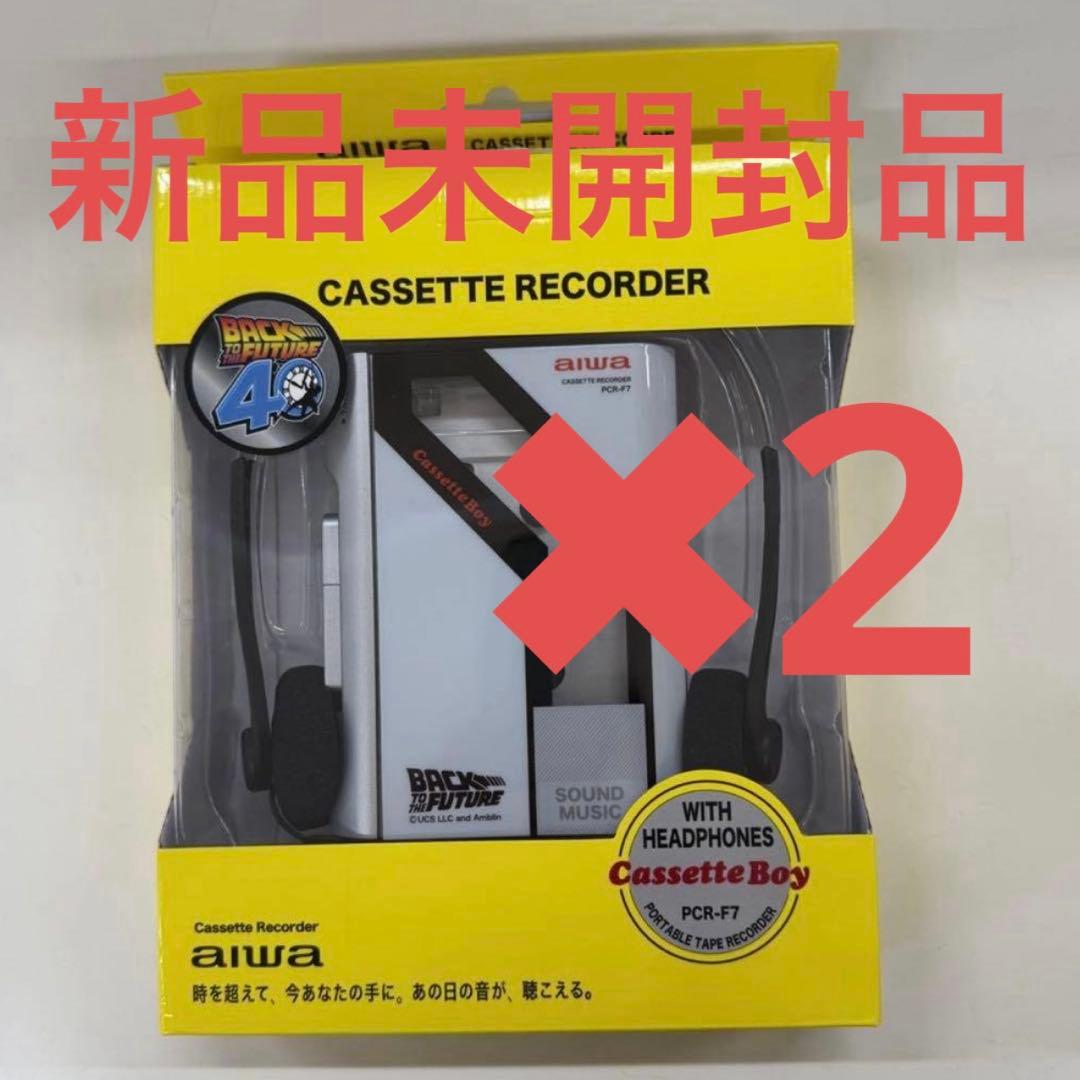 新品未開封品
aiwa CASSETTE RECORDER
CASSETTE RECORDER
BACK
TO
THE FUTURE
40
aiwa
CASSETTE RECORDER
PCR-F7
Cassette Boy
✖2
BACK
TO
THE FUTURE
©UCS LLC and Amblin
SOUND
MUSIC
WITH
HEADPHONES
Cassette Boy
PCR-F7
PORTABLE TAPE RECORDER
Cassette Recorder
aiwa
時を超えて、今あなたの手に。あの日の音が、聴こえる。